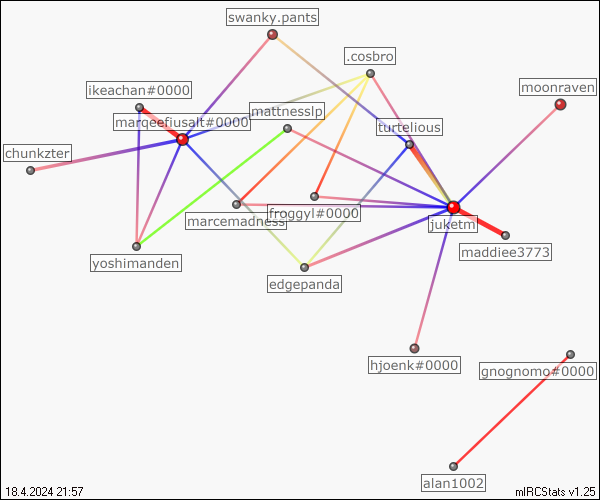 swanky.pants
.cosbro
ikeachan#0000
moonraven
mattnesslp
marqeefiusalt#0000
turtelious
chunkzter
marcemadness
froggyl#0000
juketm
maddiee3773
yoshimanden
edgepanda
hjoenk#0000
gnognomo#0000
alan1002
18.4.2024 21:57
mIRCStats v1.25